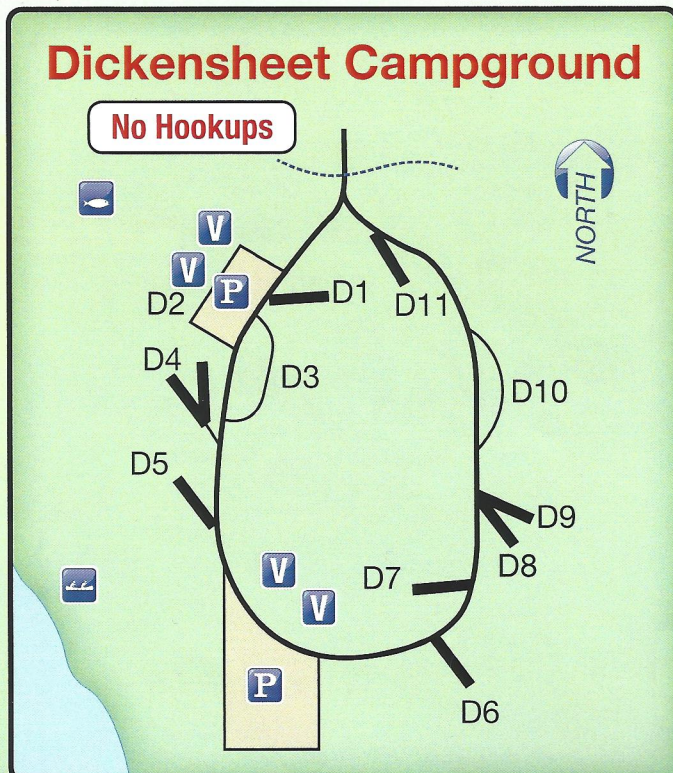 Dickensheet Campground
No Hookups
NORTH
V
V
P
D1
D2
D11
D4
D3
D10
D5
D9
D8
V
D7
V
P
D6